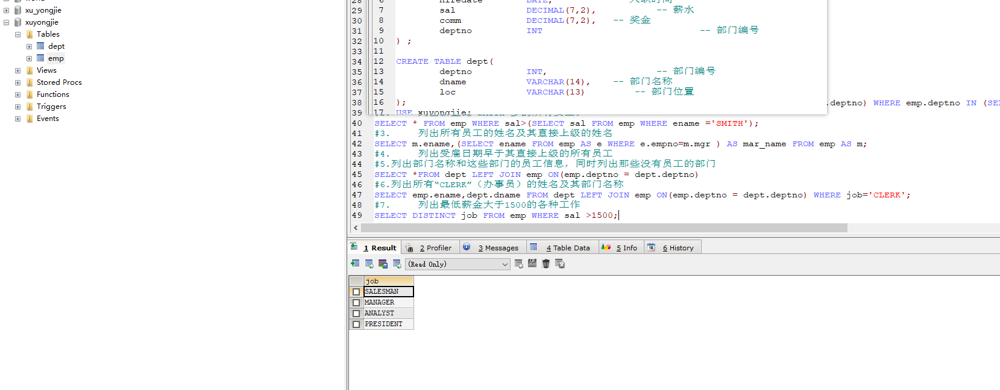 xu_yongjie
xuyongjie
Tables
dept
emp
Views
Stored Procs
Functions
Triggers
Events
29 7 sal DECIMAL(7,2), -- 薪水
30 8 comm DECIMAL(7,2), -- 奖金
31 9 deptno INT -- 部门编号
32 10 ) ;
33 11
34 12 CREATE TABLE dept(
35 13 deptno INT, -- 部门编号
36 14 dname VARCHAR(14), -- 部门名称
37 15 loc VARCHAR(13) -- 部门位置
38 16 ); .deptno) WHERE emp.deptno IN (SE
39 17 USE xuyongjie;
40 SELECT * FROM emp WHERE sal>(SELECT sal FROM emp WHERE ename ='SMITH');
41 #3. 列出所有员工的姓名及其直接上级的姓名
42 SELECT m.ename,(SELECT ename FROM emp AS e WHERE e.empno=m.mgr ) AS mar_name FROM emp AS m;
43 #4. 列出受雇日期早于其直接上级的所有员工
44 #5.列出部门名称和这些部门的员工信息，同时列出那些没有员工的部门
45 SELECT *FROM dept LEFT JOIN emp ON(emp.deptno = dept.deptno)
46 #6.列出所有“CLERK”（办事员）的姓名及其部门名称
47 SELECT emp.ename,dept.dname FROM dept LEFT JOIN emp ON(emp.deptno = dept.deptno) WHERE job='CLERK';
48 #7. 列出最低薪金大于1500的各种工作
49 SELECT DISTINCT job FROM emp WHERE sal >1500;
1 Result 2 Profiler 3 Messages 4 Table Data 5 Info 6 History
(Read Only)
job
SALESMAN
MANAGER
ANALYST
PRESIDENT